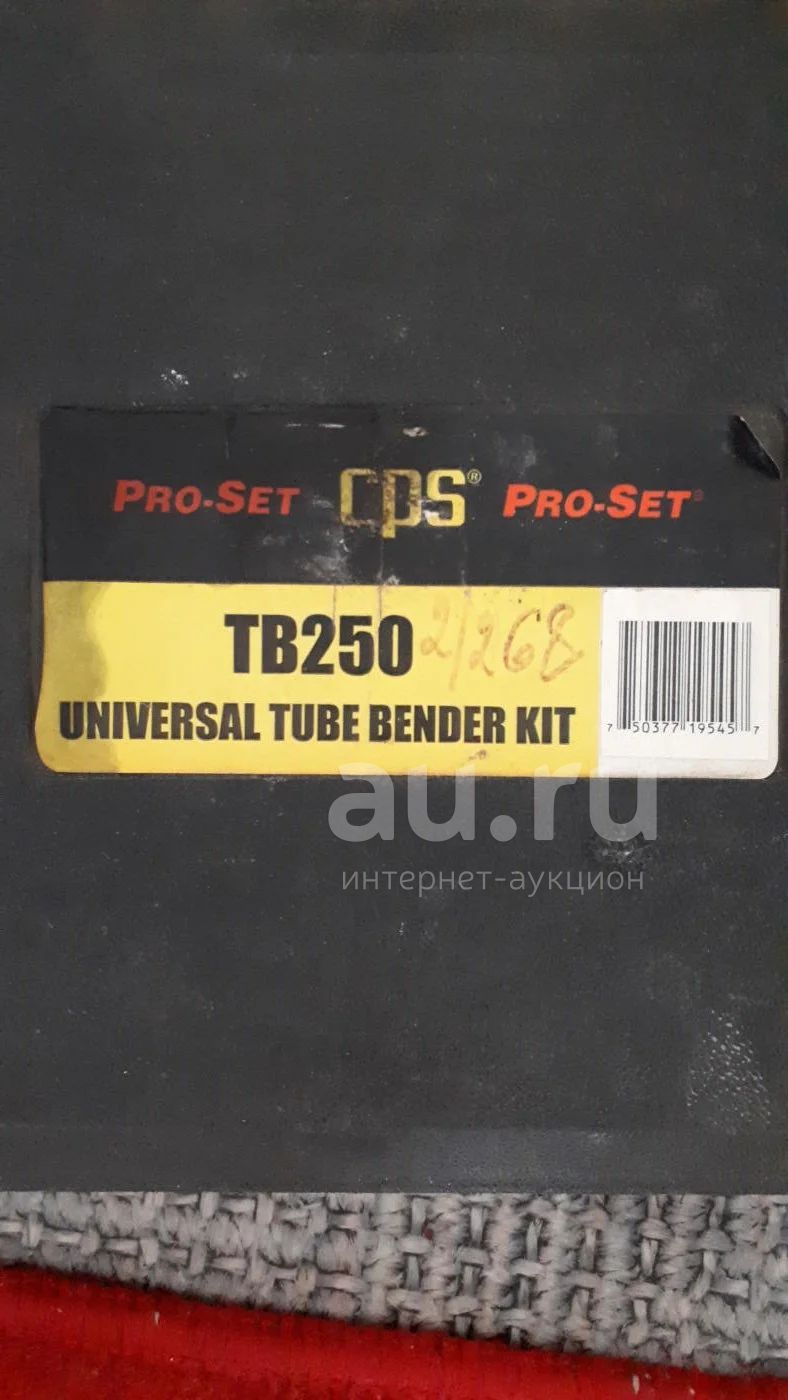 PRO-SET CPS® PRO-SET®
TB250 2/268
UNIVERSAL TUBE BENDER KIT
7 50377 19545 7
au.ru
интернет-аукцион